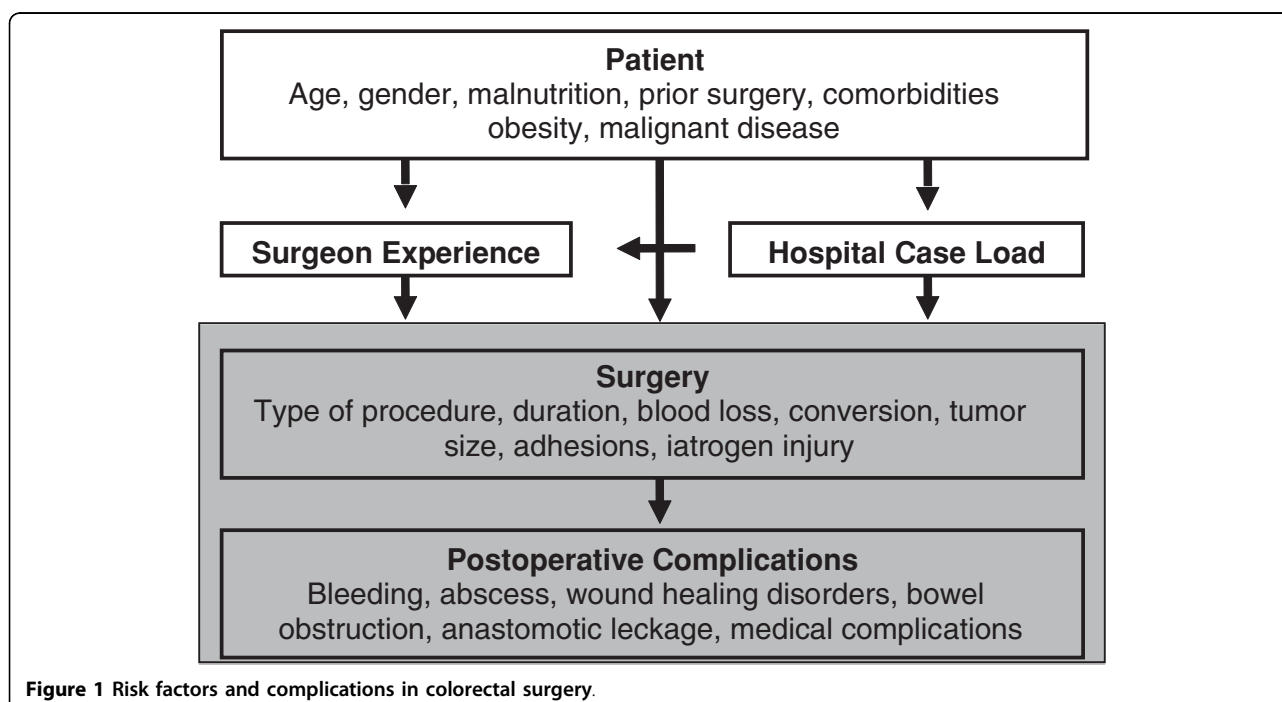 Patient
Age, gender, malnutrition, prior surgery, comorbidities
obesity, malignant disease
Surgeon Experience
Hospital Case Load
Surgery
Type of procedure, duration, blood loss, conversion, tumor
size, adhesions, iatrogen injury
Postoperative Complications
Bleeding, abscess, wound healing disorders, bowel
obstruction, anastomotic leckage, medical complications
Figure 1 Risk factors and complications in colorectal surgery.